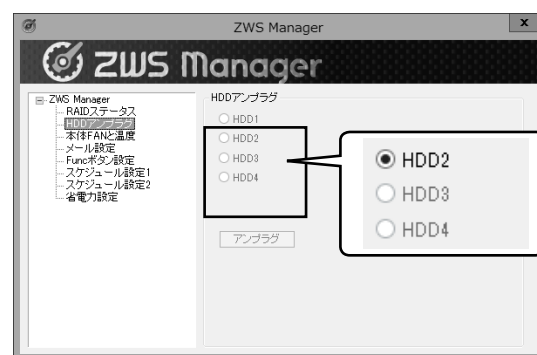 ZWS Manager
x
ZWS Manager
ZWS Manager
RAIDステータス
HDDアンプラグ
本体FANと温度
メール設定
Funcボタン設定
スケジュール設定1
スケジュール設定2
省電力設定
HDDアンプラグ
HDD1
HDD2
HDD3
HDD4
アンプラグ
HDD2
HDD3
HDD4